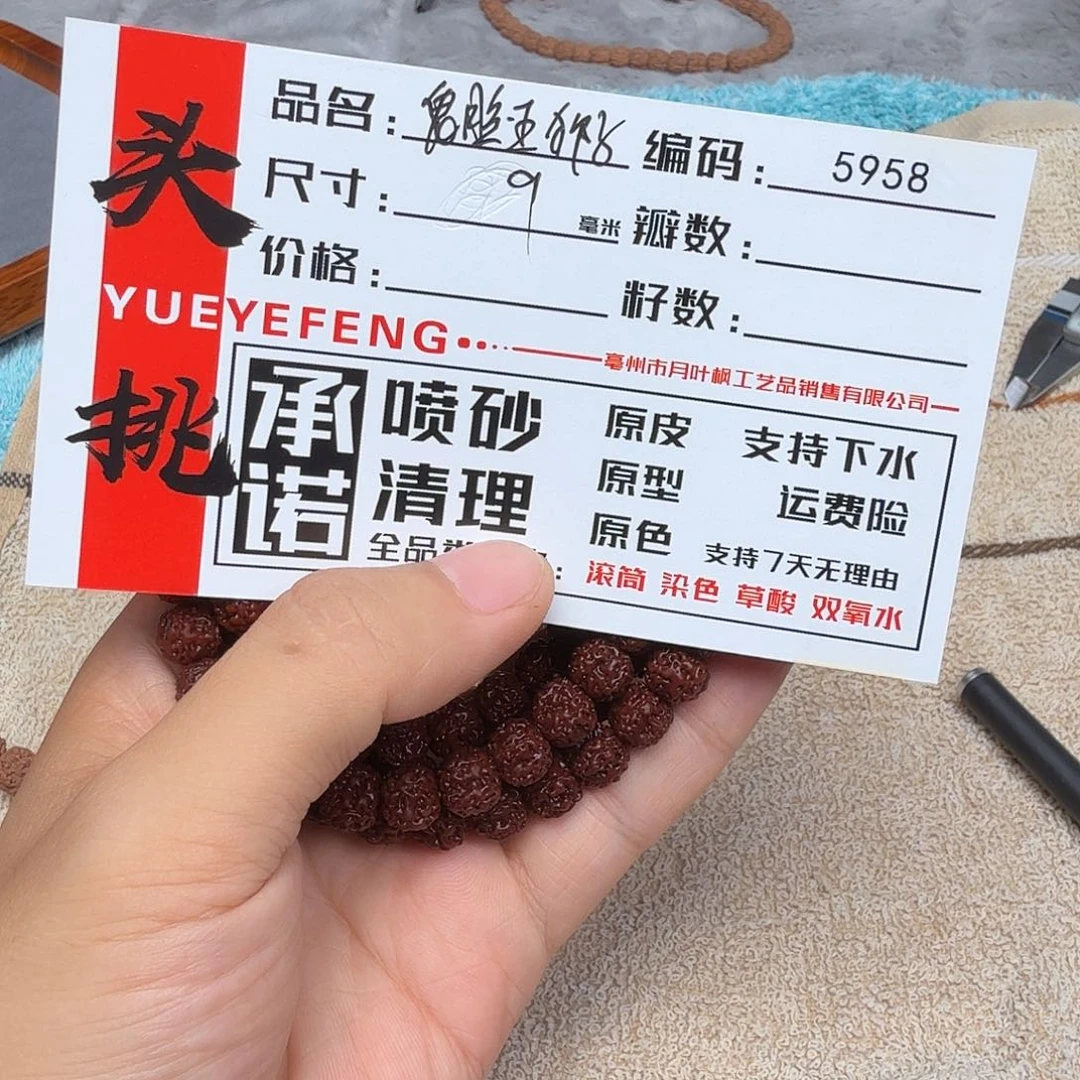 头挑
品名：
编码：5958
尺寸：9毫米
瓣数：
价格：
籽数：
YUEYEFENG
亳州市月叶枫工艺品销售有限公司
承诺
喷砂
清理
原皮
原型
原色
支持下水
运费险
支持7天无理由
全品类
：滚筒 染色 草酸 双氧水